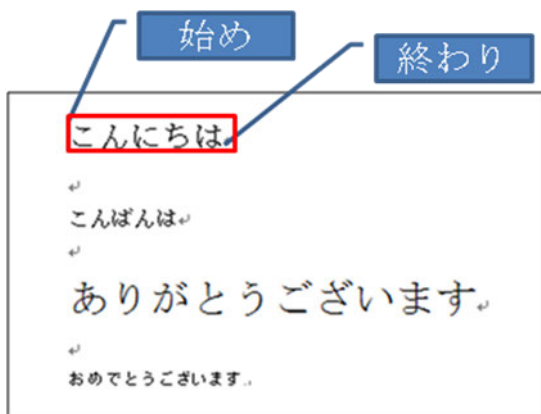 始め
終わり
こんにちは
こんばんは
ありがとうございます
おめでとうございます